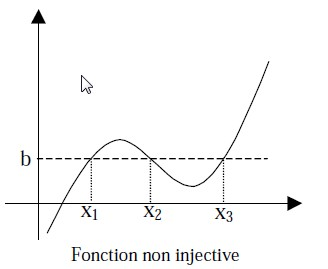 b
x₁ x₂ x₃
Fonction non injective